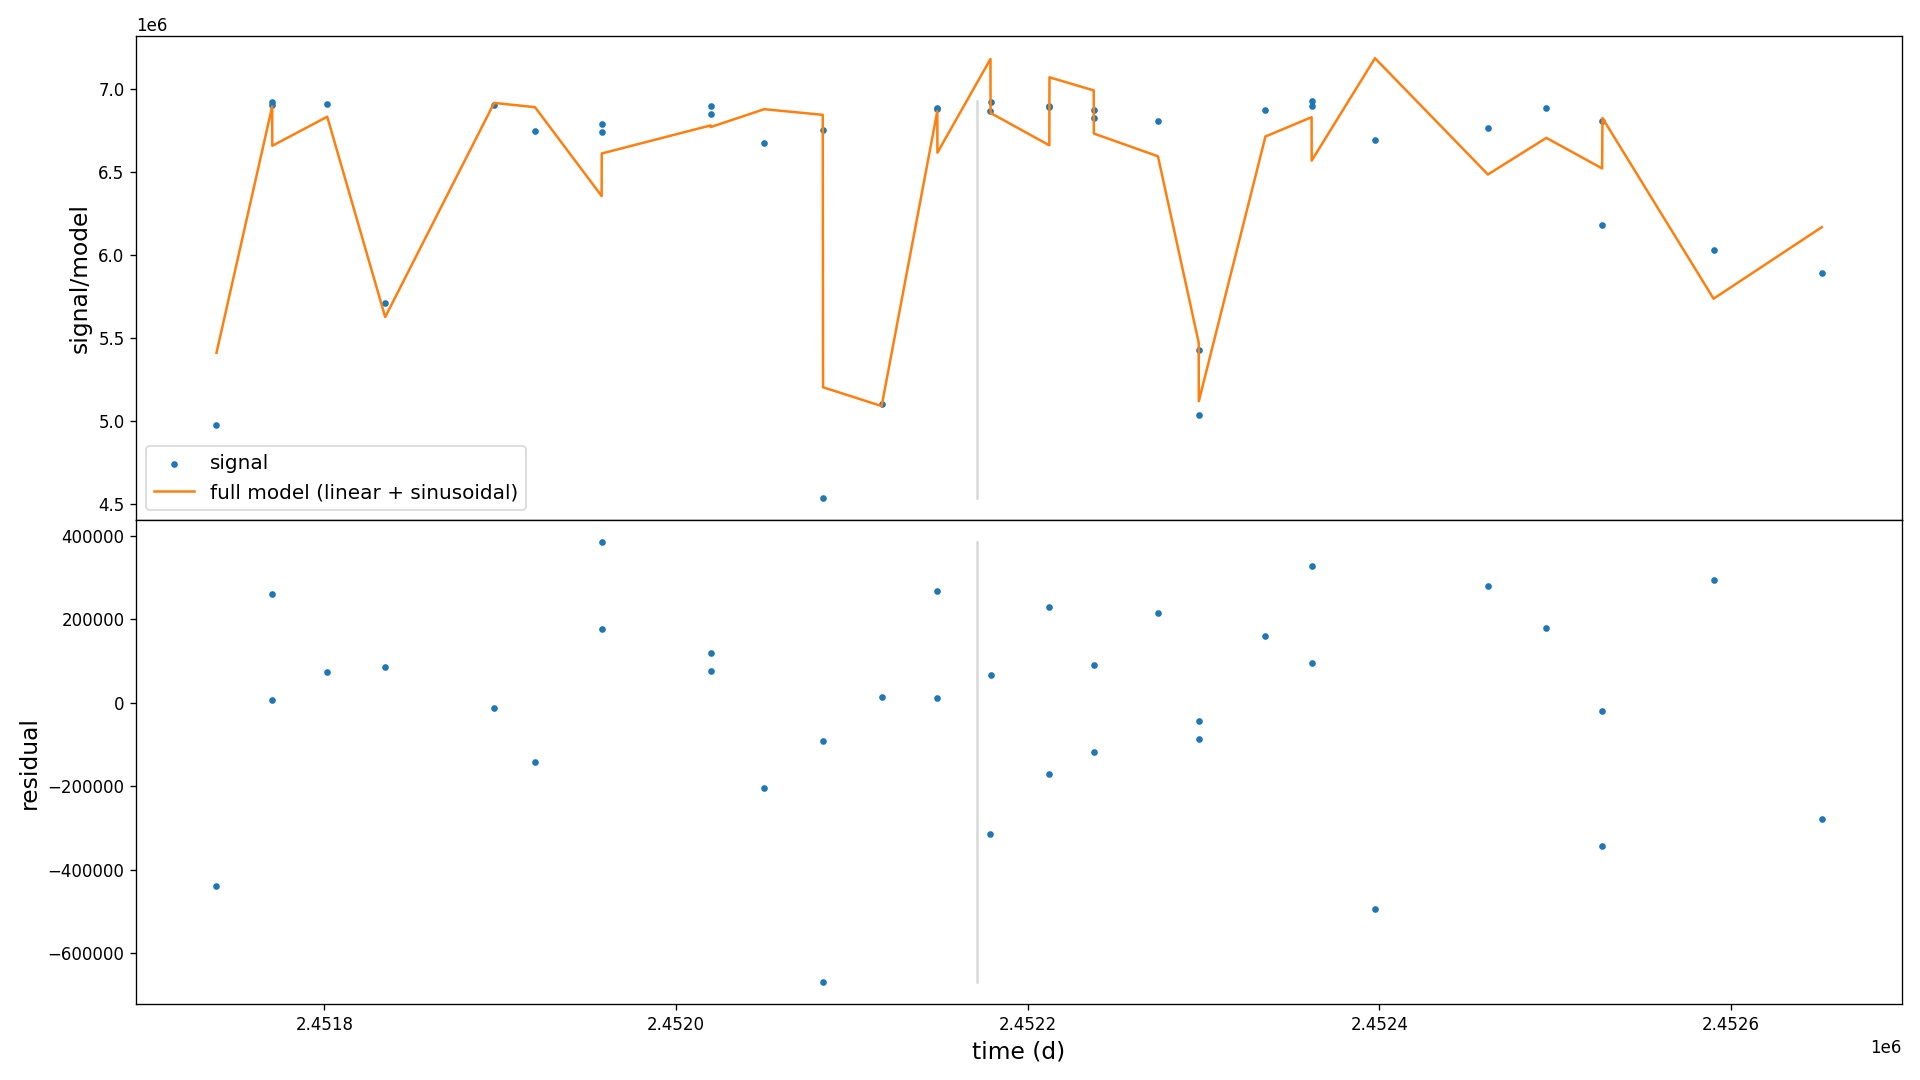 1e6
signal/model
7.0
6.5
6.0
5.5
5.0
4.5
signal
full model (linear + sinusoidal)
residual
400000
200000
0
−200000
−400000
−600000
2.4518
2.4520
2.4522
2.4524
2.4526
time (d)
1e6